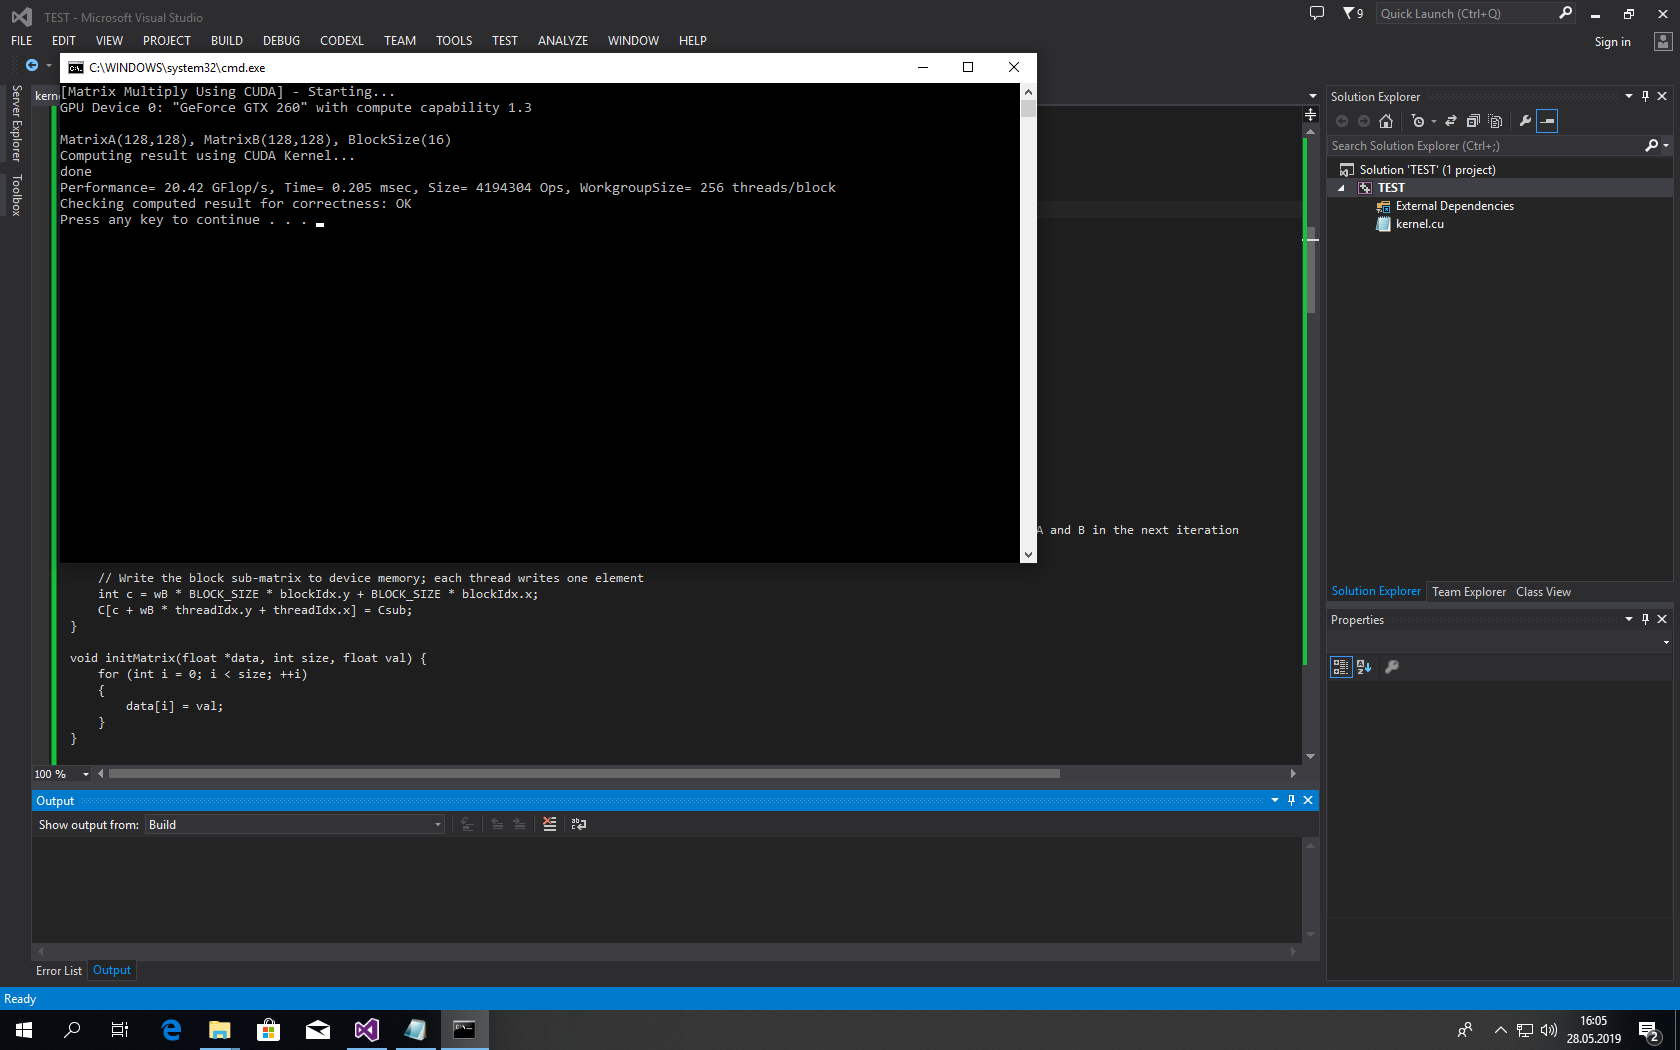 TEST - Microsoft Visual Studio
9
Quick Launch (Ctrl+Q)
FILE EDIT VIEW PROJECT BUILD DEBUG CODEXL TEAM TOOLS TEST ANALYZE WINDOW HELP
Sign in
C:\WINDOWS\system32\cmd.exe
Server Explorer
Toolbox
kern
[Matrix Multiply Using CUDA] - Starting...
GPU Device 0: "GeForce GTX 260" with compute capability 1.3
MatrixA(128,128), MatrixB(128,128), BlockSize(16)
Computing result using CUDA Kernel...
done
Performance= 20.42 GFlop/s, Time= 0.205 msec, Size= 4194304 Ops, WorkgroupSize= 256 threads/block
Checking computed result for correctness: OK
Press any key to continue . . .
A and B in the next iteration
// Write the block sub-matrix to device memory; each thread writes one element
int c = wB * BLOCK_SIZE * blockIdx.y + BLOCK_SIZE * blockIdx.x;
C[c + wB * threadIdx.y + threadIdx.x] = Csub;
}
void initMatrix(float *data, int size, float val) {
for (int i = 0; i < size; ++i)
{
data[i] = val;
}
}
100 %
Output
Show output from: Build
Error List Output
Solution Explorer
Search Solution Explorer (Ctrl+;)
Solution 'TEST' (1 project)
TEST
External Dependencies
kernel.cu
Solution Explorer Team Explorer Class View
Properties
Ready
16:05
28.05.2019
2